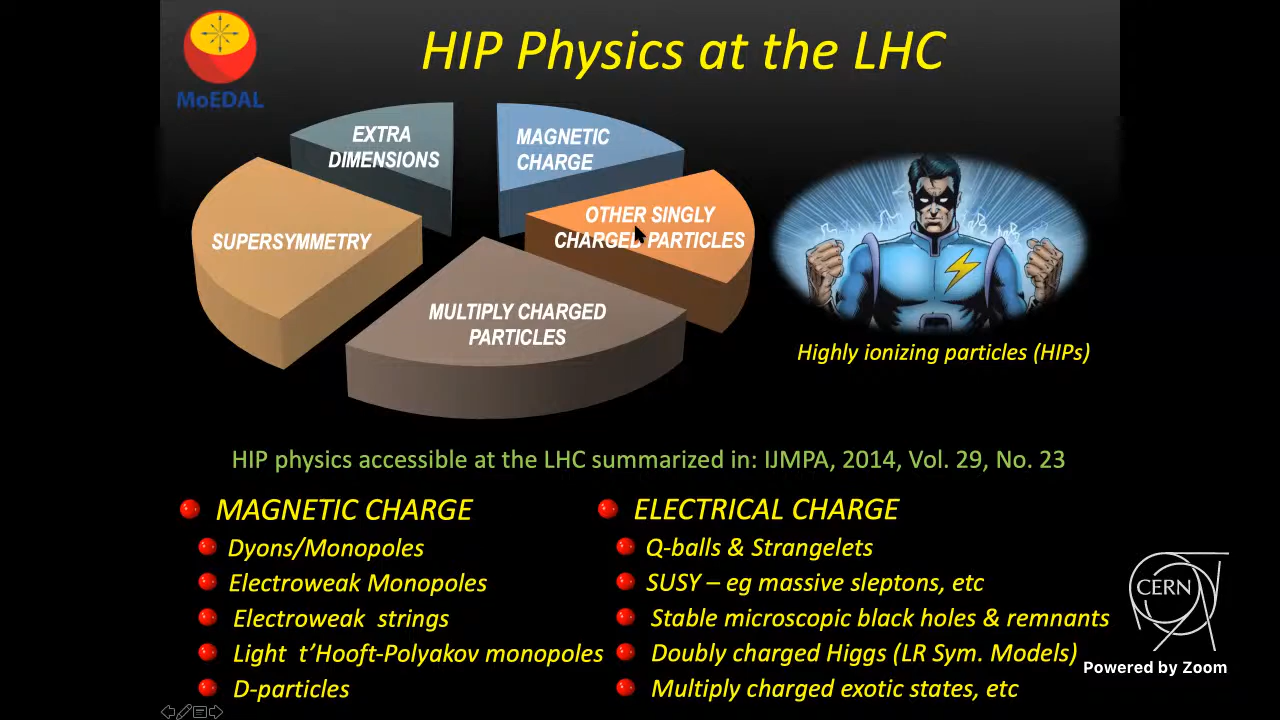 HIP Physics at the LHC
MoEDAL
EXTRA
DIMENSIONS
MAGNETIC
CHARGE
OTHER SINGLY
CHARGED PARTICLES
SUPERSYMMETRY
MULTIPLY CHARGED
PARTICLES
Highly ionizing particles (HIPs)
HIP physics accessible at the LHC summarized in: IJMPA, 2014, Vol. 29, No. 23
MAGNETIC CHARGE
Dyons/Monopoles
Electroweak Monopoles
Electroweak strings
Light t’Hooft-Polyakov monopoles
D-particles
ELECTRICAL CHARGE
Q-balls & Strangelets
SUSY – eg massive sleptons, etc
Stable microscopic black holes & remnants
Doubly charged Higgs (LR Sym. Models)
Multiply charged exotic states, etc
CERN
Powered by Zoom